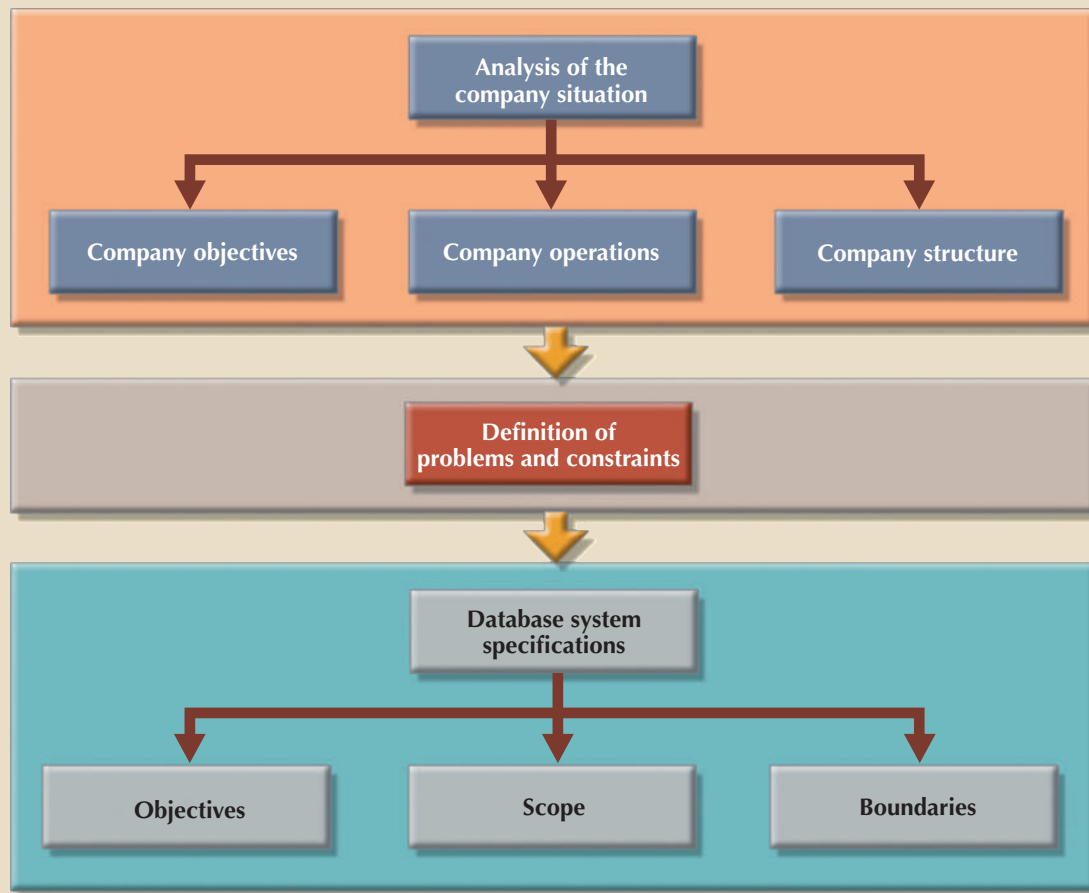 Analysis of the
company situation
Company objectives
Company operations
Company structure
Definition of
problems and constraints
Database system
specifications
Objectives
Scope
Boundaries